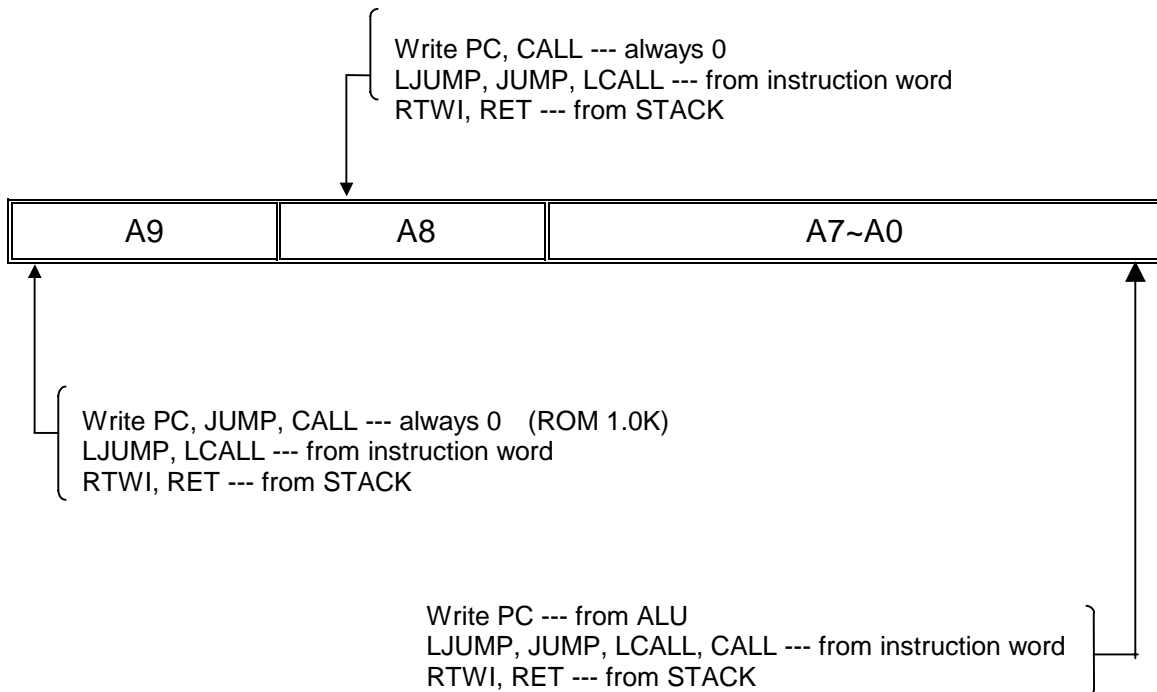 Write PC, CALL --- always 0
LJUMP, JUMP, LCALL --- from instruction word
RTWI, RET --- from STACK
A9 A8 A7~A0
Write PC, JUMP, CALL --- always 0 (ROM 1.0K)
LJUMP, LCALL --- from instruction word
RTWI, RET --- from STACK
Write PC --- from ALU
LJUMP, JUMP, LCALL, CALL --- from instruction word
RTWI, RET --- from STACK